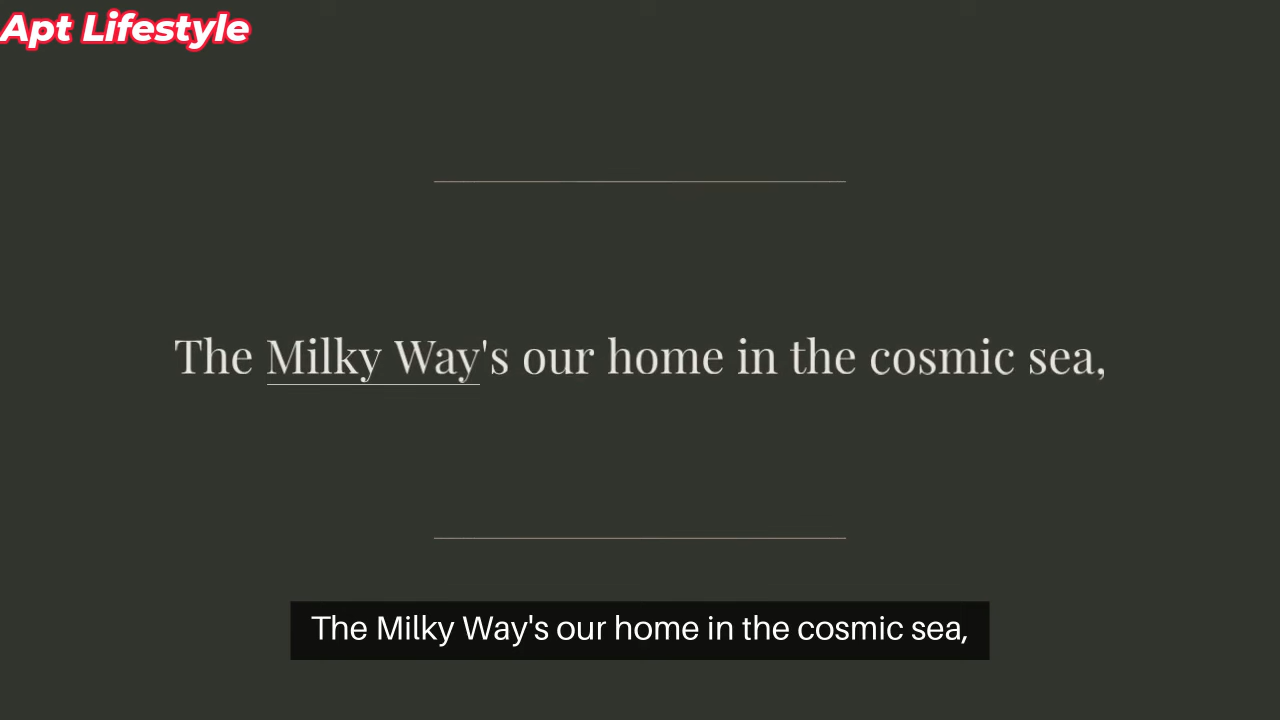 Apt Lifestyle
The Milky Way's our home in the cosmic sea,
The Milky Way's our home in the cosmic sea,